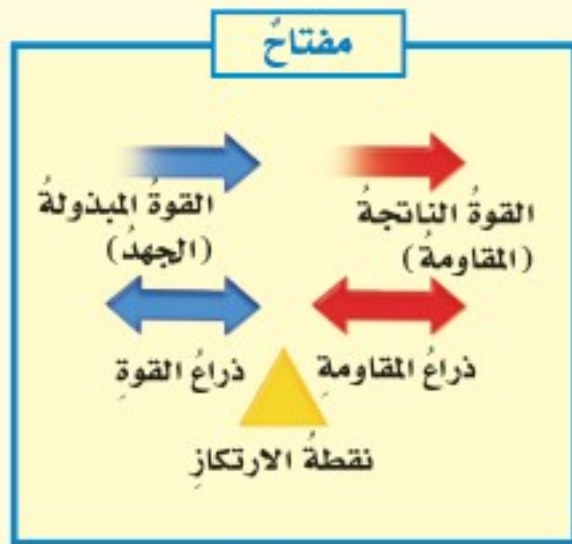 مفتاحٌ
القوةُ الناتجةُ
(المقاومةُ)
القوةُ المبذولةُ
(الجهدُ)
ذراعُ المقاومةِ
ذراعُ القوةِ
نقطةُ الارتكازِ